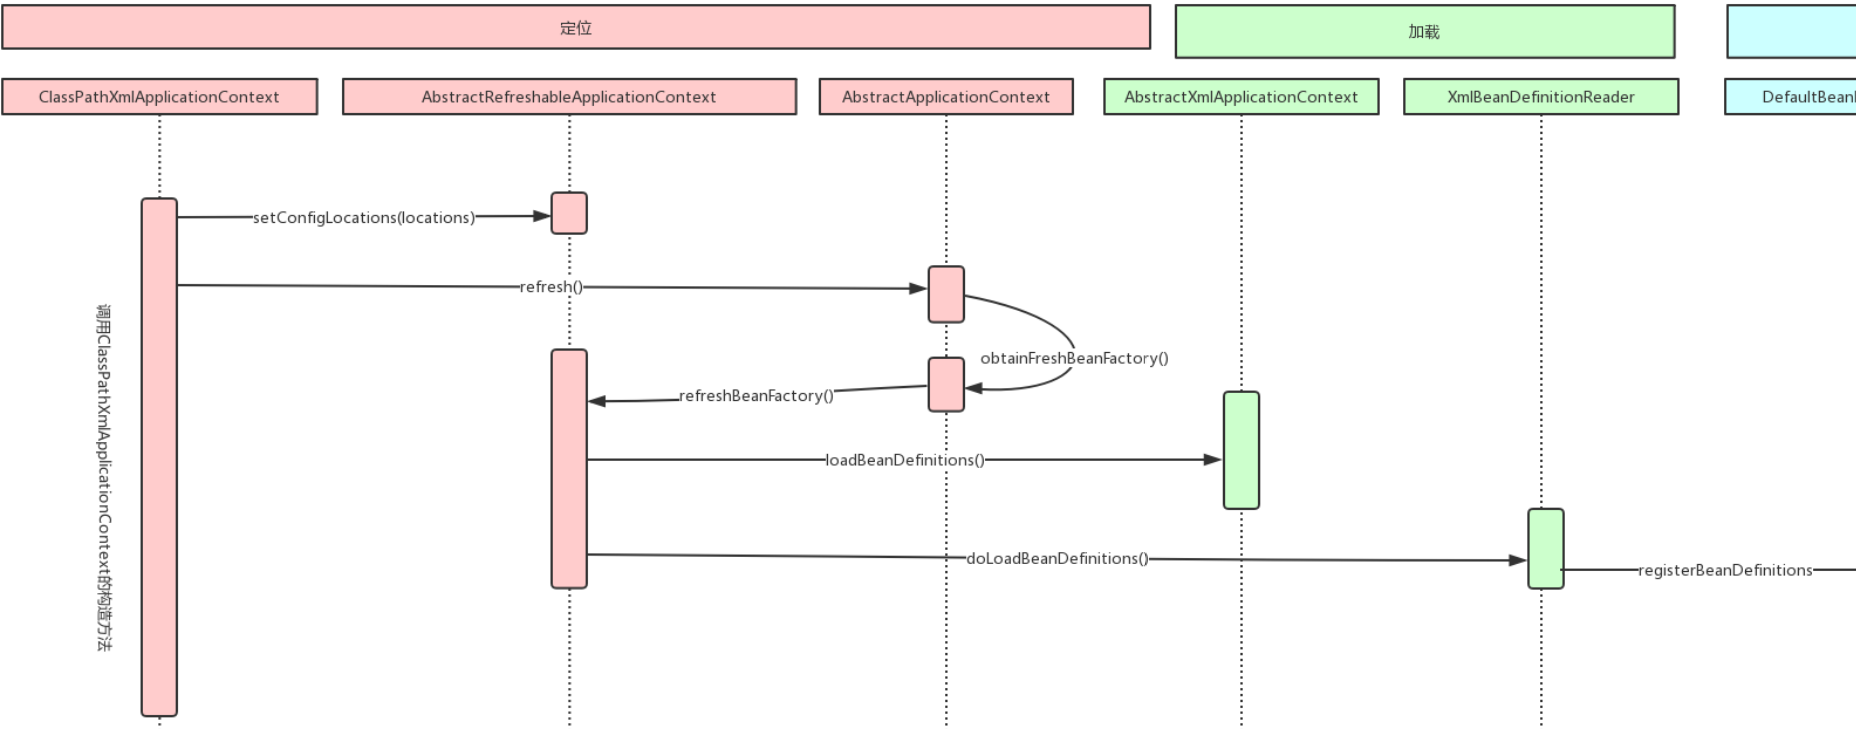 定位
加载
ClassPathXmlApplicationContext
AbstractRefreshableApplicationContext
AbstractApplicationContext
AbstractXmlApplicationContext
XmlBeanDefinitionReader
DefaultBean
setConfigLocations(locations)
refresh()
obtainFreshBeanFactory()
refreshBeanFactory()
loadBeanDefinitions()
doLoadBeanDefinitions()
registerBeanDefinitions
调用ClassPathXmlApplicationContext的构造方法